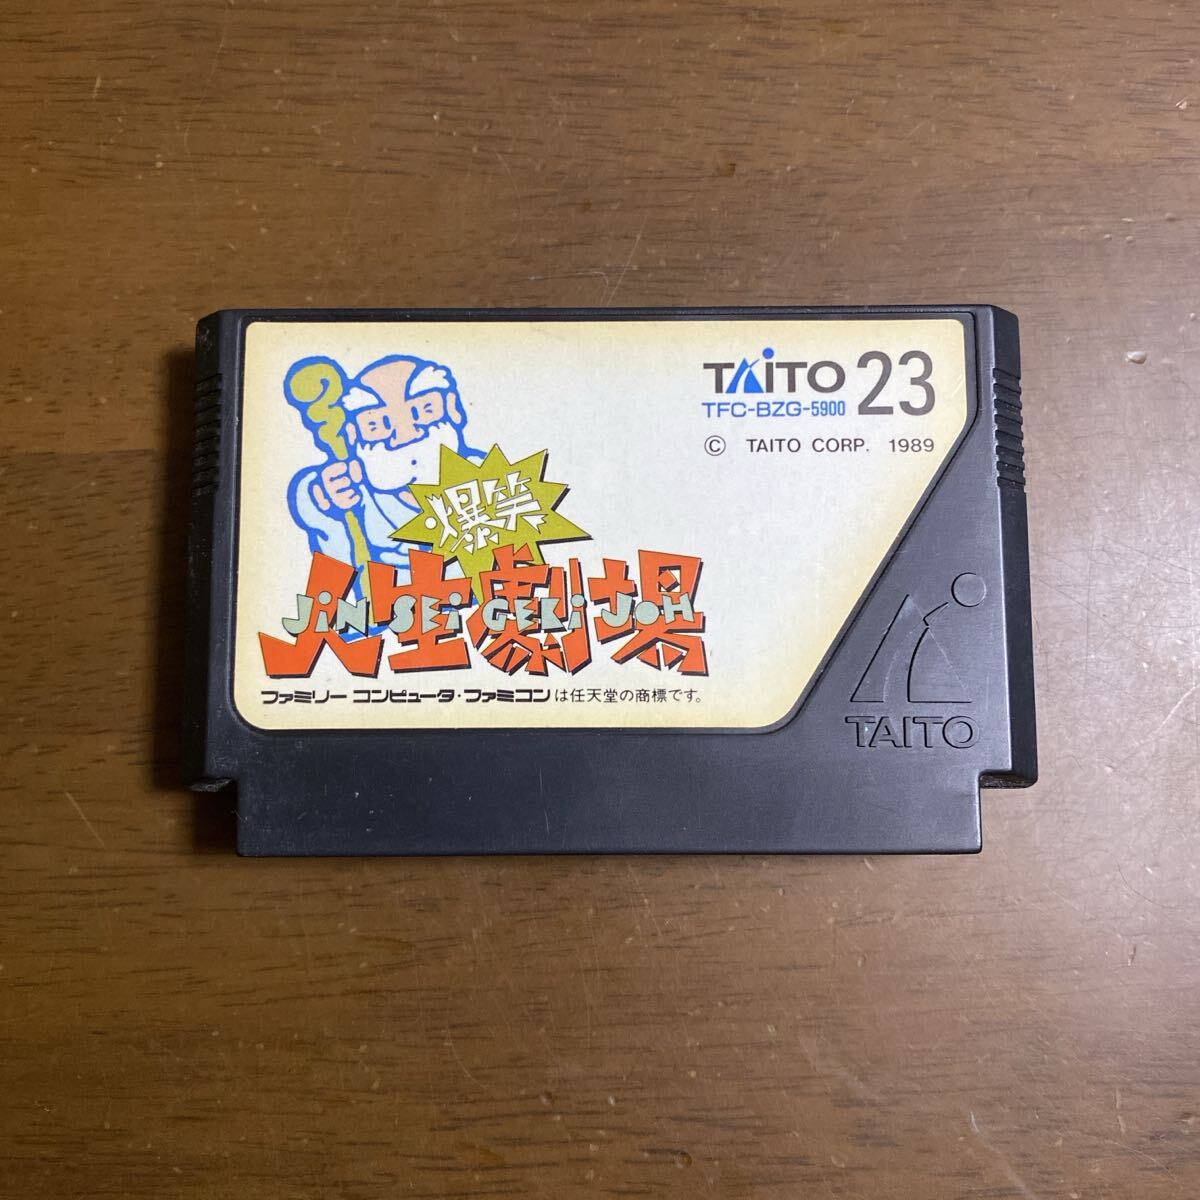 TAiTO 23
TFC-BZG-5900
© TAITO CORP. 1989
爆笑
人生劇場
JiN SEi GEKi JOH
ファミリー コンピュータ・ファミコンは任天堂の商標です。
TAITO